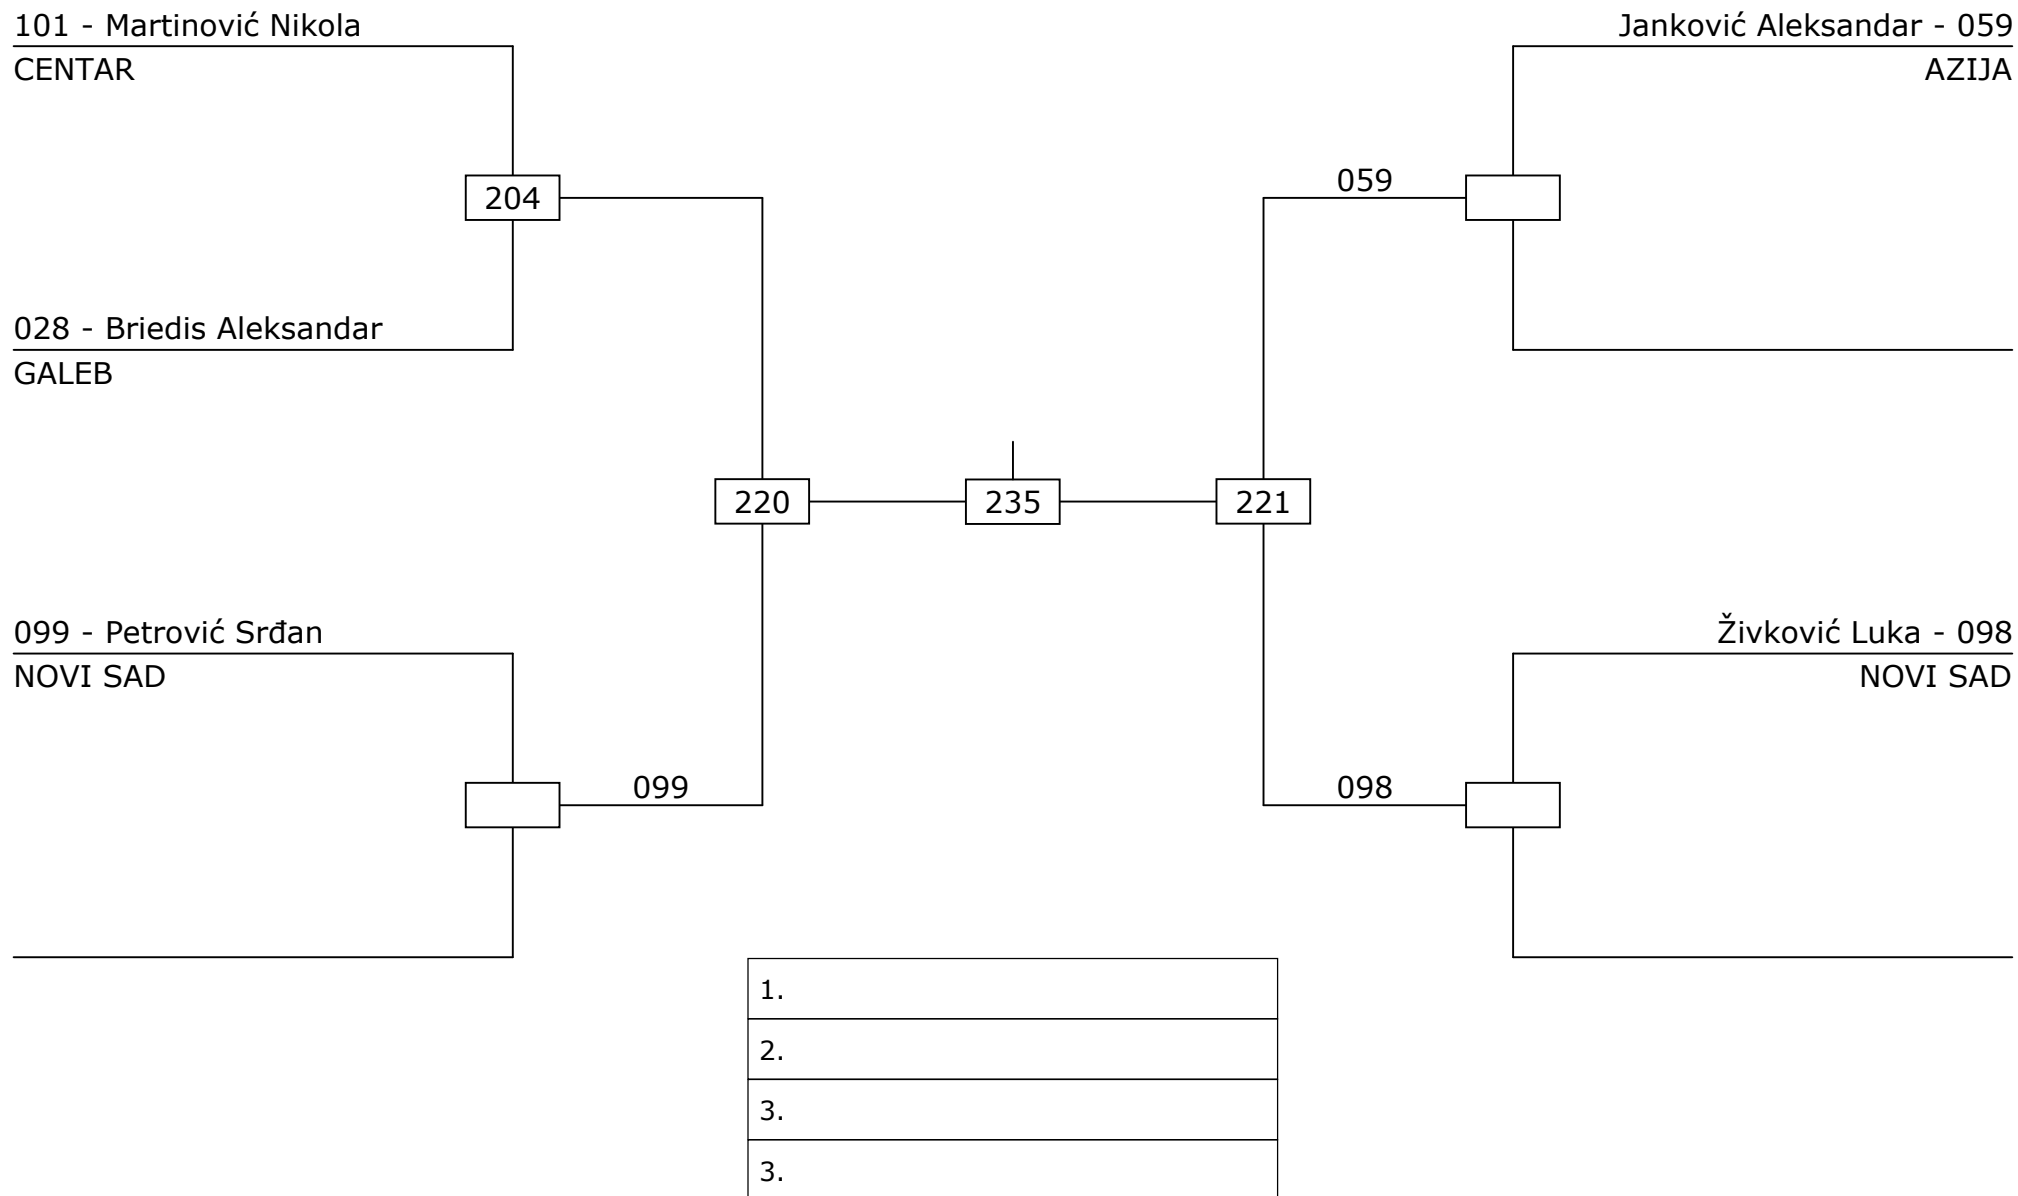 101 - Martinović Nikola
CENTAR
204
028 - Briedis Aleksandar
GALEB
099 - Petrović Srđan
NOVI SAD
099
220
235
221
Janković Aleksandar - 059
AZIJA
059
Živković Luka - 098
NOVI SAD
098
1.
2.
3.
3.